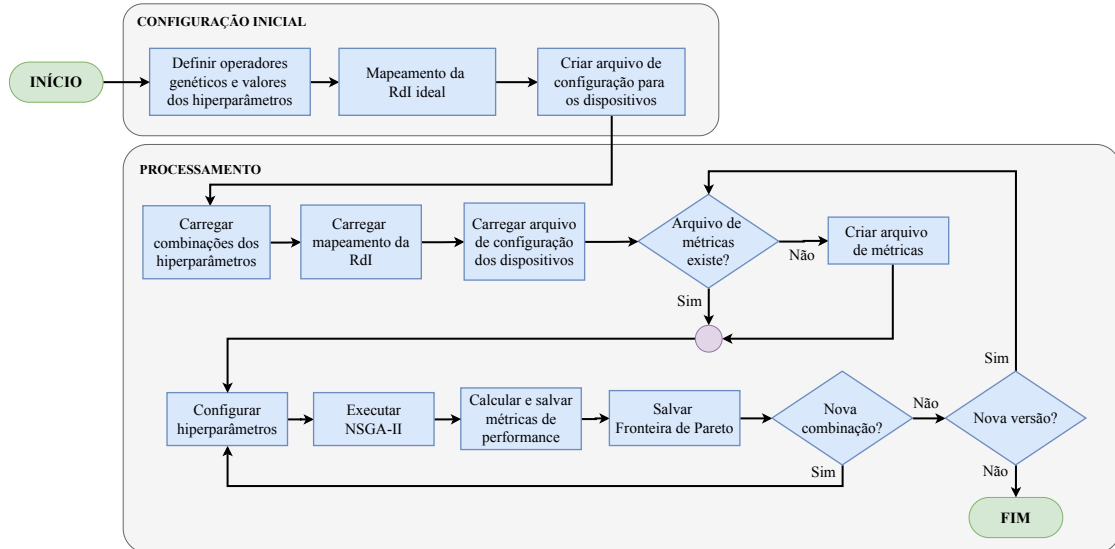 CONFIGURAÇÃO INICIAL
INÍCIO
Definir operadores
genéticos e valores
dos hiperparâmetros
Mapeamento da
RdI ideal
Criar arquivo de
configuração para
os dispositivos
PROCESSAMENTO
Carregar
combinações dos
hiperparâmetros
Carregar
mapeamento da
RdI
Carregar arquivo
de configuração
dos dispositivos
Arquivo de
métricas
existe?
Não
Criar arquivo
de métricas
Sim
Configurar
hiperparâmetros
Executar
NSGA-II
Calcular e salvar
métricas de
performance
Salvar
Fronteira de Pareto
Nova
combinação?
Não
Sim
Nova versão?
Sim
Não
FIM